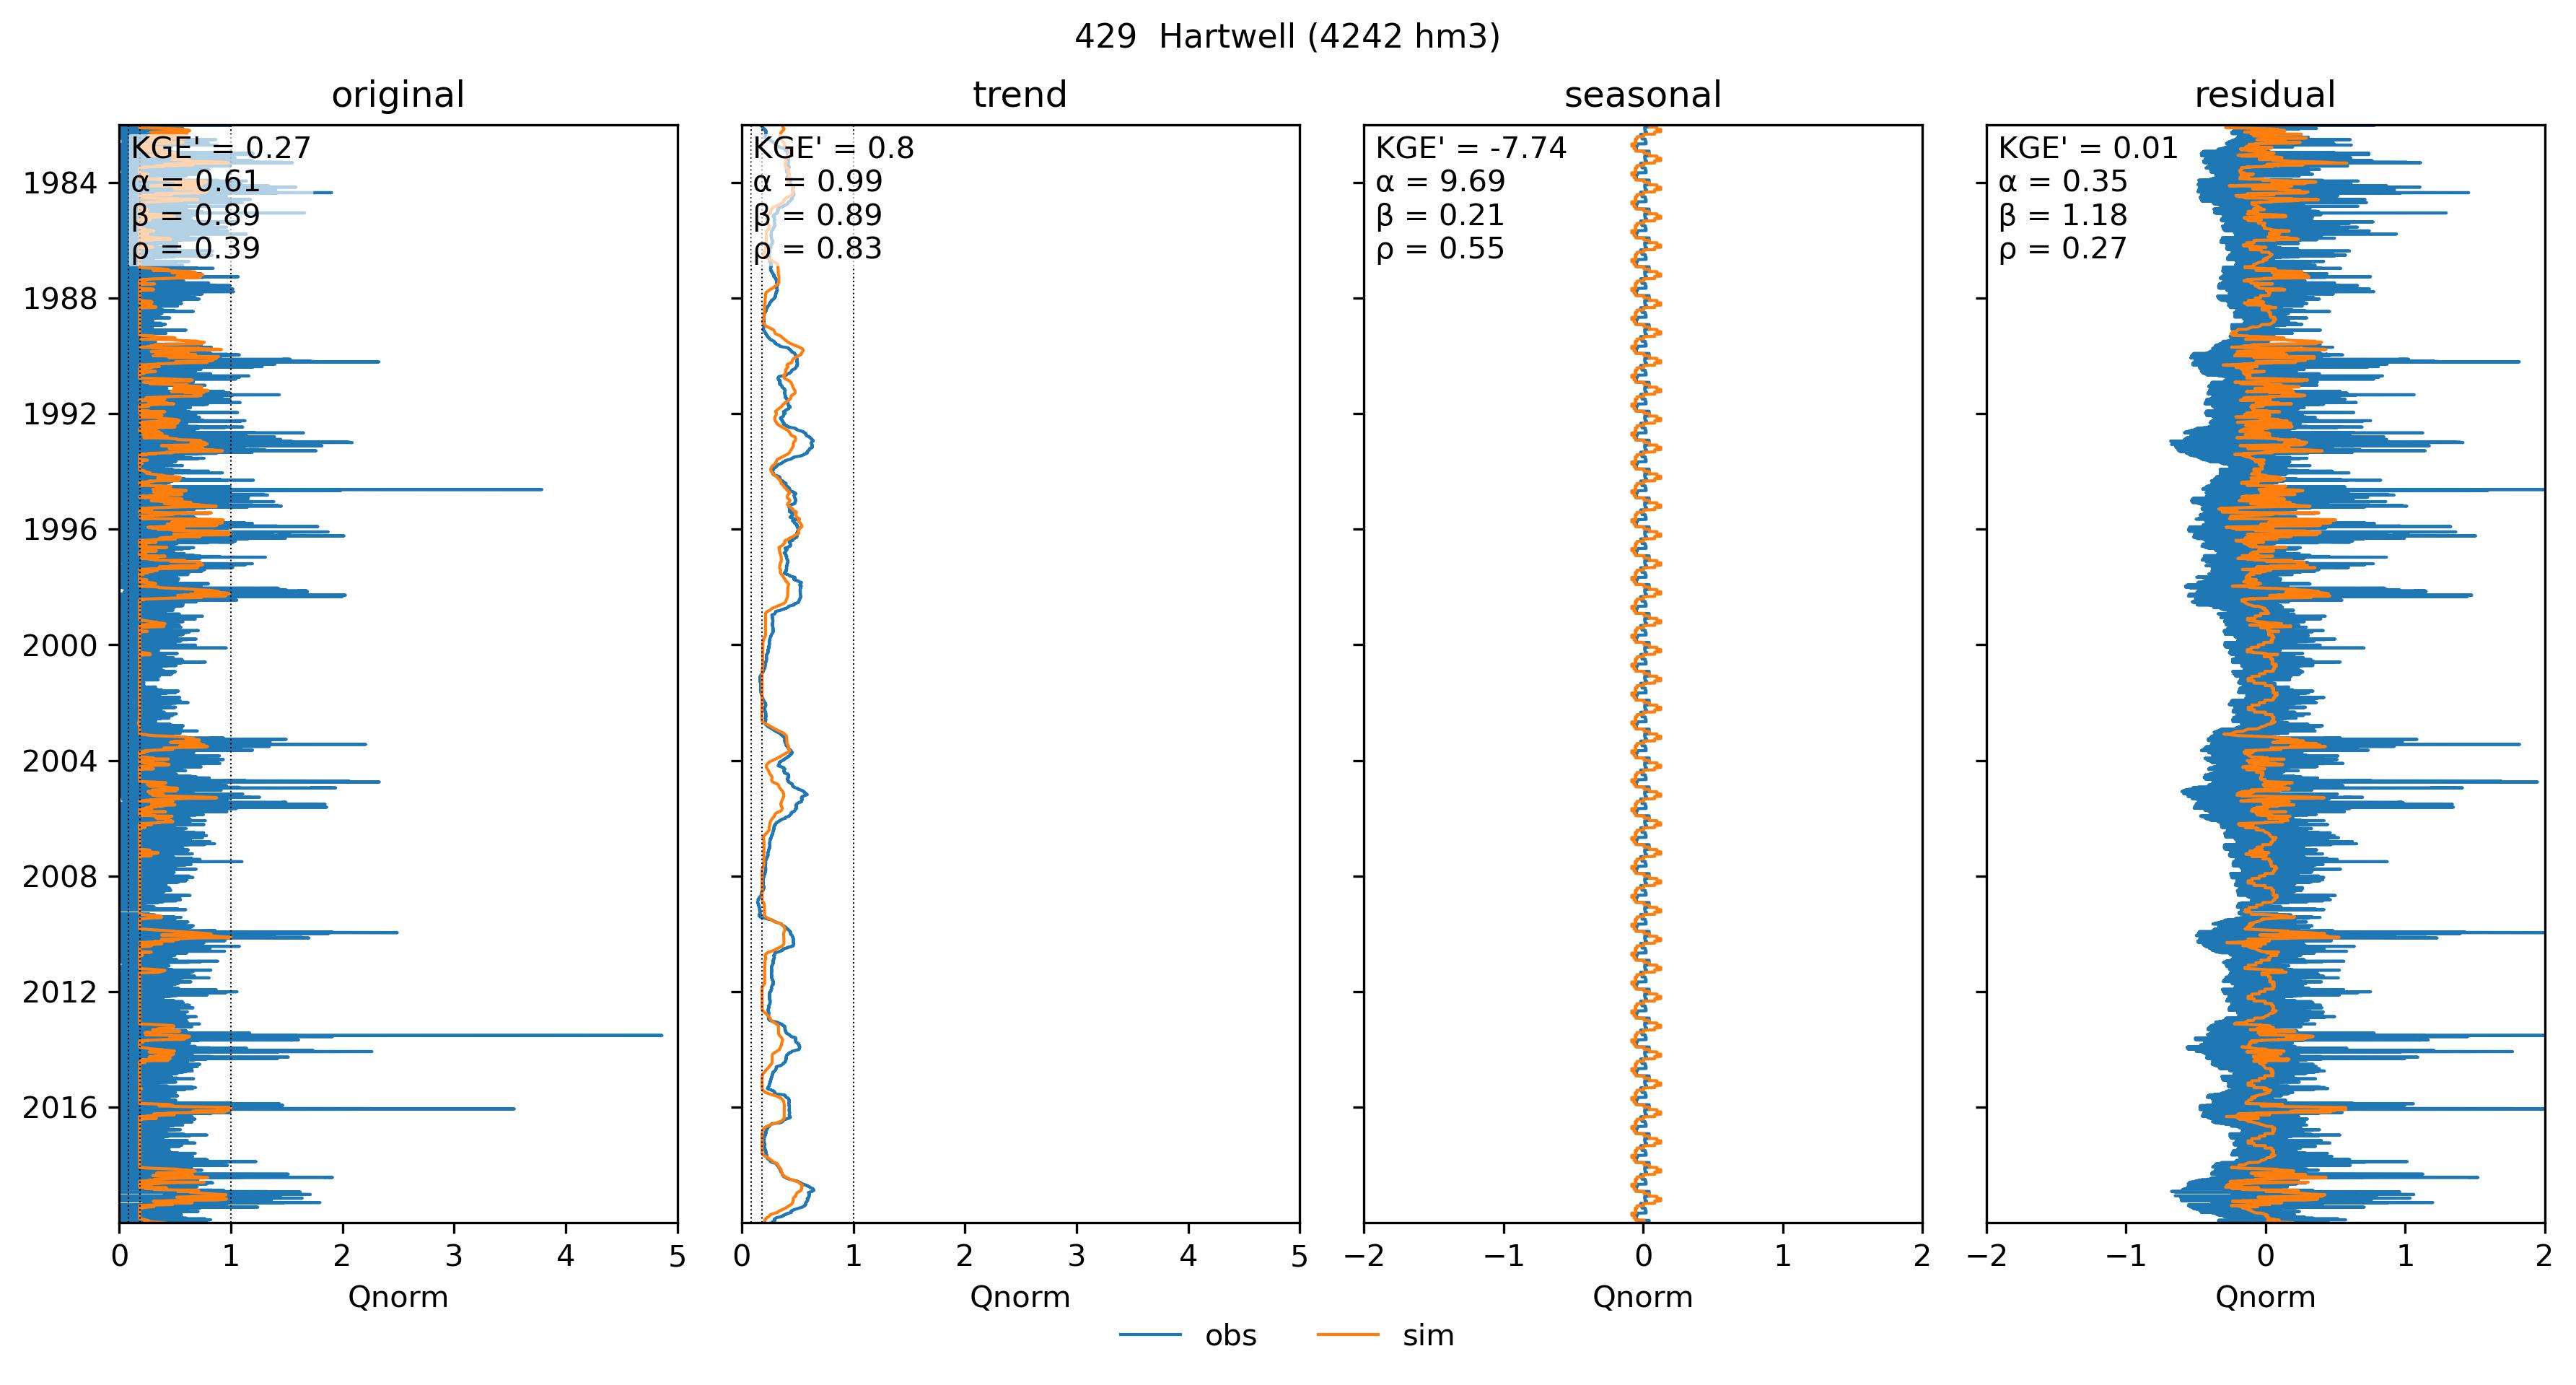 429  Hartwell (4242 hm3)
original
trend
seasonal
residual
KGE' = 0.27
α = 0.61
β = 0.89
ρ = 0.39
KGE' = 0.8
α = 0.99
β = 0.89
ρ = 0.83
KGE' = -7.74
α = 9.69
β = 0.21
ρ = 0.55
KGE' = 0.01
α = 0.35
β = 1.18
ρ = 0.27
1984
1988
1992
1996
2000
2004
2008
2012
2016
0 1 2 3 4 5
0 1 2 3 4 5
−2 −1 0 1 2
−2 −1 0 1 2
Qnorm
Qnorm
Qnorm
Qnorm
obs
sim